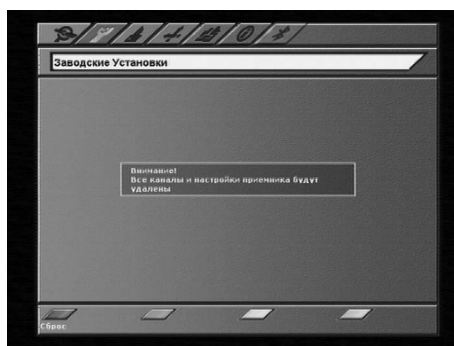 Заводские Установки
Внимание!
Все каналы и настройки приемника будут
удалены
Сброс